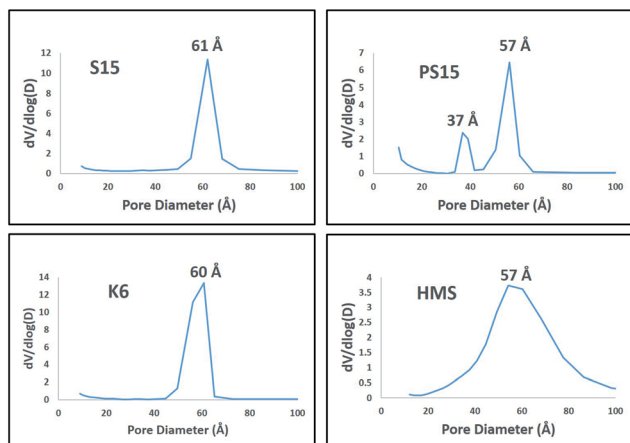 S15
61 Å
dV/dlog(D)
12
10
8
6
4
2
0
0 20 40 60 80 100
Pore Diameter (Å)
PS15
57 Å
37 Å
dV/dlog(D)
7
6
5
4
3
2
1
0
0 20 40 60 80 100
Pore Diameter (Å)
K6
60 Å
dV/dlog(D)
14
12
10
8
6
4
2
0
0 20 40 60 80 100
Pore Diameter (Å)
HMS
57 Å
dV/dlog(D)
4
3.5
3
2.5
2
1.5
1
0.5
0
0 20 40 60 80 100
Pore Diameter (Å)